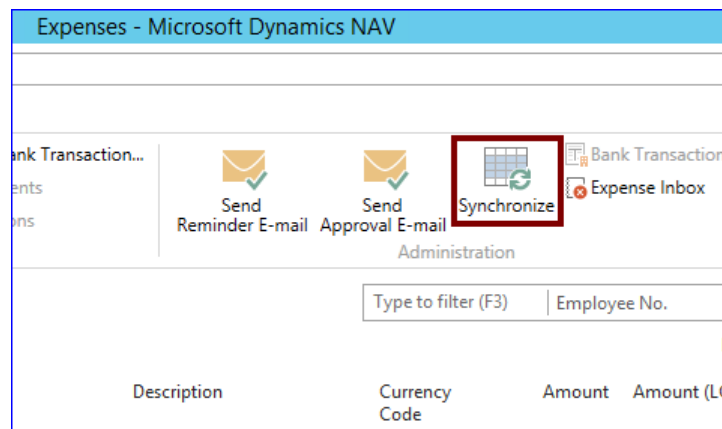 Expenses - Microsoft Dynamics NAV
ank Transaction...
ents
ons
Send
Reminder E-mail
Send
Approval E-mail
Synchronize
Bank Transaction
Expense Inbox
Administration
Type to filter (F3)
Employee No.
Description
Currency
Code
Amount
Amount (LC